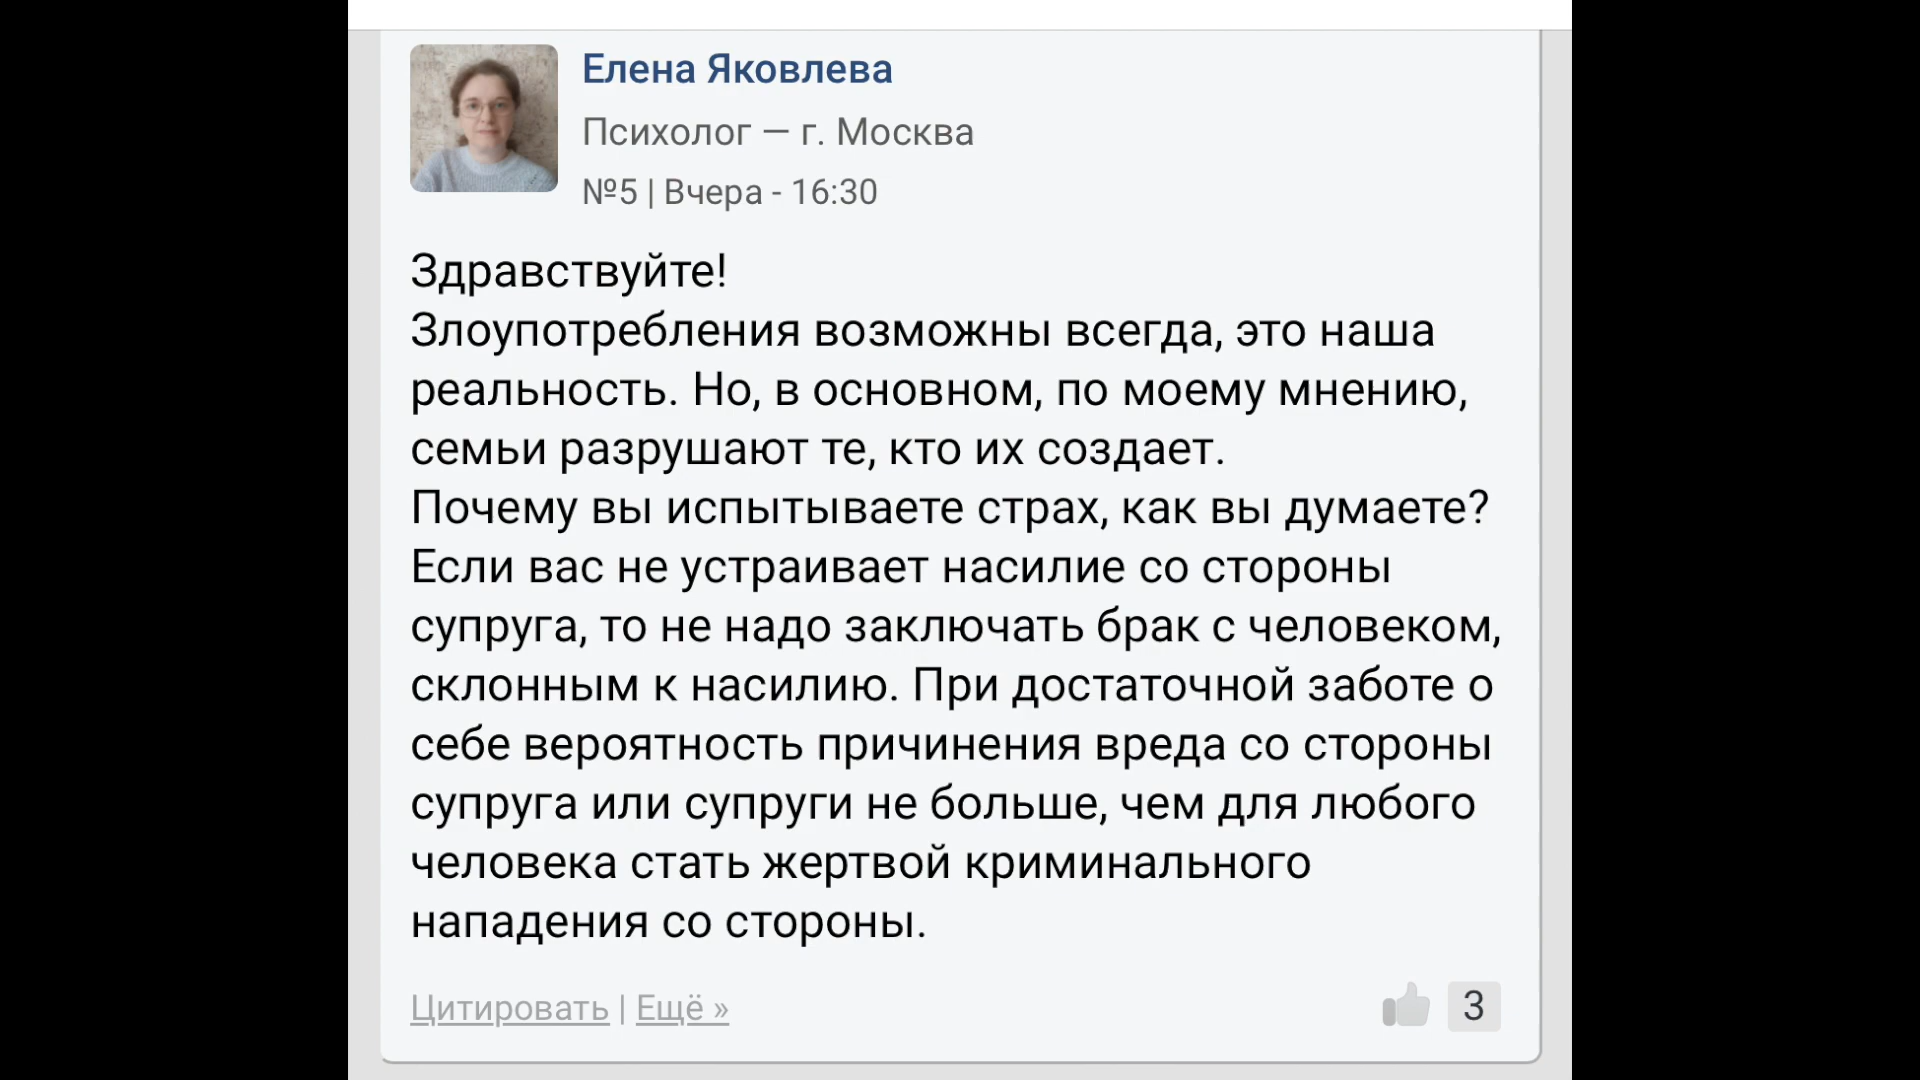 Елена Яковлева
Психолог — г. Москва
№5 | Вчера - 16:30
Здравствуйте!
Злоупотребления возможны всегда, это наша
реальность. Но, в основном, по моему мнению,
семьи разрушают те, кто их создает.
Почему вы испытываете страх, как вы думаете?
Если вас не устраивает насилие со стороны
супруга, то не надо заключать брак с человеком,
склонным к насилию. При достаточной заботе о
себе вероятность причинения вреда со стороны
супруга или супруги не больше, чем для любого
человека стать жертвой криминального
нападения со стороны.
Цитировать | Ещё » 3